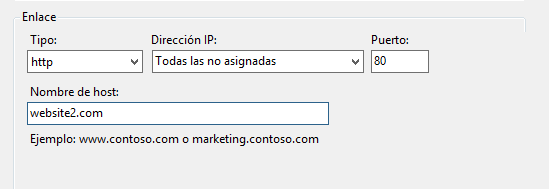 Enlace
Tipo: Dirección IP: Puerto:
http Todas las no asignadas 80
Nombre de host:
website2.com
Ejemplo: www.contoso.com o marketing.contoso.com